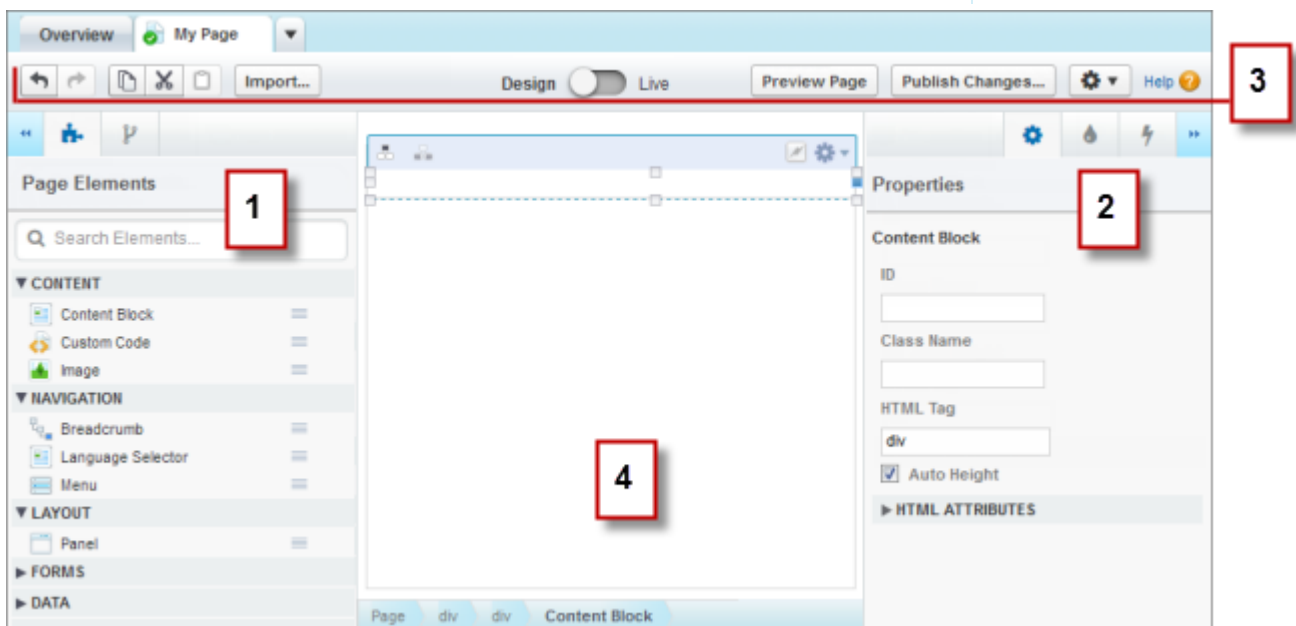 Overview
My Page
Import...
Design
Live
Preview Page
Publish Changes...
Help
3
Page Elements
1
Search Elements...
CONTENT
Content Block
Custom Code
Image
NAVIGATION
Breadcrumb
Language Selector
Menu
LAYOUT
Panel
FORMS
DATA
4
Page
div
div
Content Block
Properties
2
Content Block
ID
Class Name
HTML Tag
div
Auto Height
HTML ATTRIBUTES